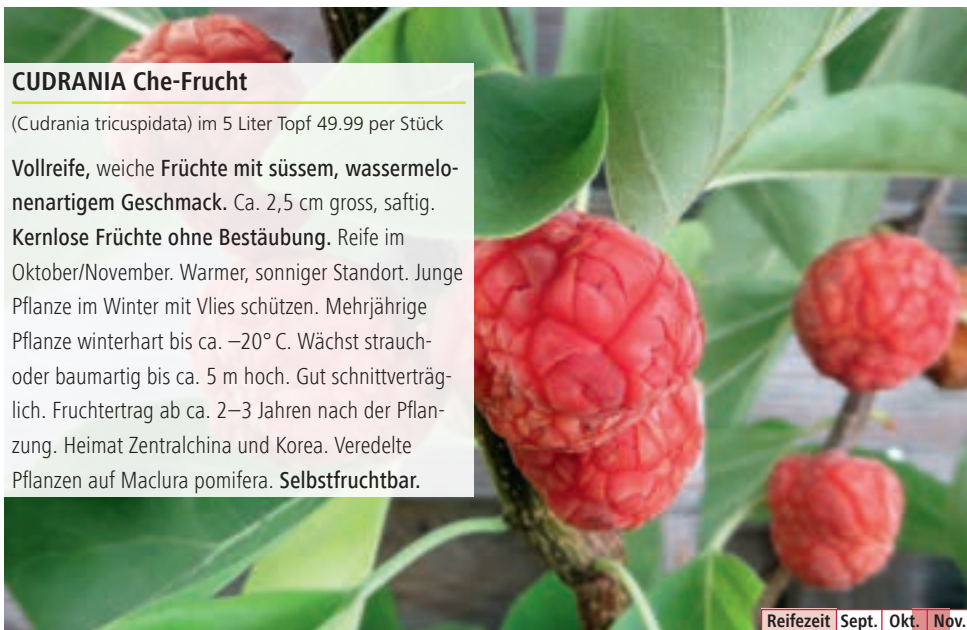 CUDRANIA Che-Frucht
(Cudrania tricuspidata) im 5 Liter Topf 49.99 per Stück
Vollreife, weiche Früchte mit süssem, wassermelo-
nenartigem Geschmack. Ca. 2,5 cm gross, saftig.
Kernlose Früchte ohne Bestäubung. Reife im
Oktober/November. Warmer, sonniger Standort. Junge
Pflanze im Winter mit Vlies schützen. Mehrjährige
Pflanze winterhart bis ca. –20° C. Wächst strauch-
oder baumartig bis ca. 5 m hoch. Gut schnittverträg-
lich. Fruchtertrag ab ca. 2–3 Jahren nach der Pflan-
zung. Heimat Zentralchina und Korea. Veredelte
Pflanzen auf Maclura pomifera. Selbstfruchtbar.
Reifezeit Sept. Okt. Nov.